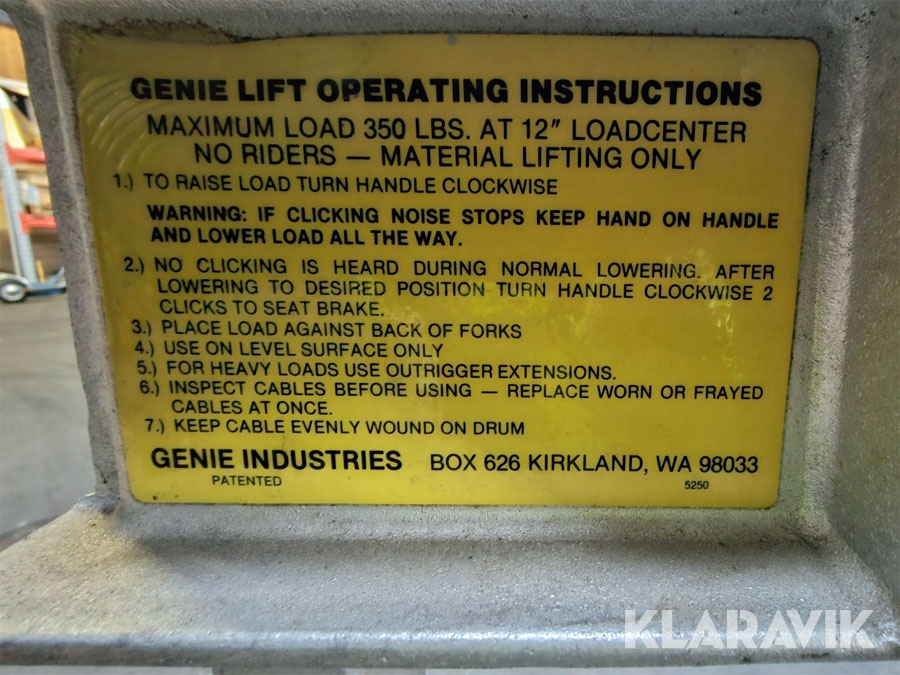 GENIE LIFT OPERATING INSTRUCTIONS
MAXIMUM LOAD 350 LBS. AT 12" LOADCENTER
NO RIDERS — MATERIAL LIFTING ONLY
1.) TO RAISE LOAD TURN HANDLE CLOCKWISE
WARNING: IF CLICKING NOISE STOPS KEEP HAND ON HANDLE
AND LOWER LOAD ALL THE WAY.
2.) NO CLICKING IS HEARD DURING NORMAL LOWERING. AFTER
LOWERING TO DESIRED POSITION TURN HANDLE CLOCKWISE 2
CLICKS TO SEAT BRAKE.
3.) PLACE LOAD AGAINST BACK OF FORKS
4.) USE ON LEVEL SURFACE ONLY
5.) FOR HEAVY LOADS USE OUTRIGGER EXTENSIONS.
6.) INSPECT CABLES BEFORE USING — REPLACE WORN OR FRAYED
CABLES AT ONCE.
7.) KEEP CABLE EVENLY WOUND ON DRUM
GENIE INDUSTRIES BOX 626 KIRKLAND, WA 98033
PATENTED 5250
KLARAVIK